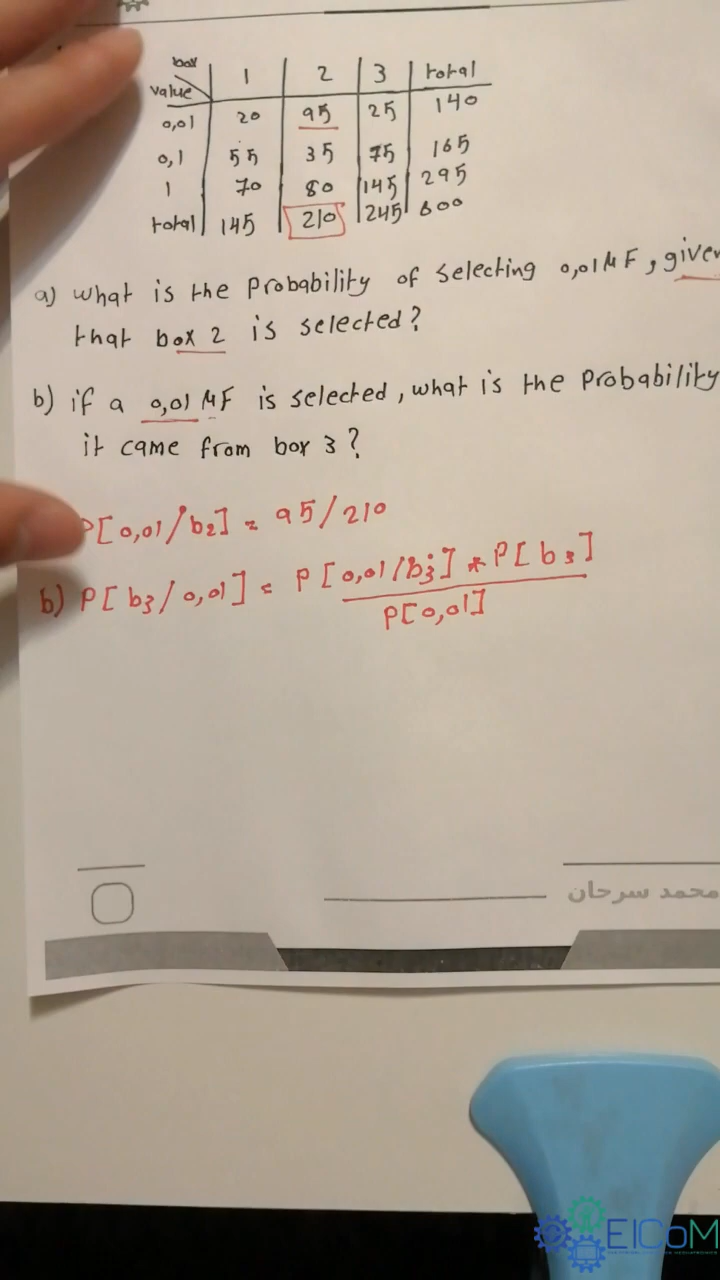 box 1 2 3 total
value
0,01 20 95 25 140
0,1 55 35 75 165
1 70 80 145 295
total 145 210 245 600
a) what is the probability of selecting 0,01 MF, given
that box 2 is selected?
b) if a 0,01 MF is selected, what is the probability
it came from box 3?
P[0,01/b2] = 95/210
b) P[b3/0,01] = P[0,01/b3] * P[b3]
P[0,01]
محمد سرحان
EICoM